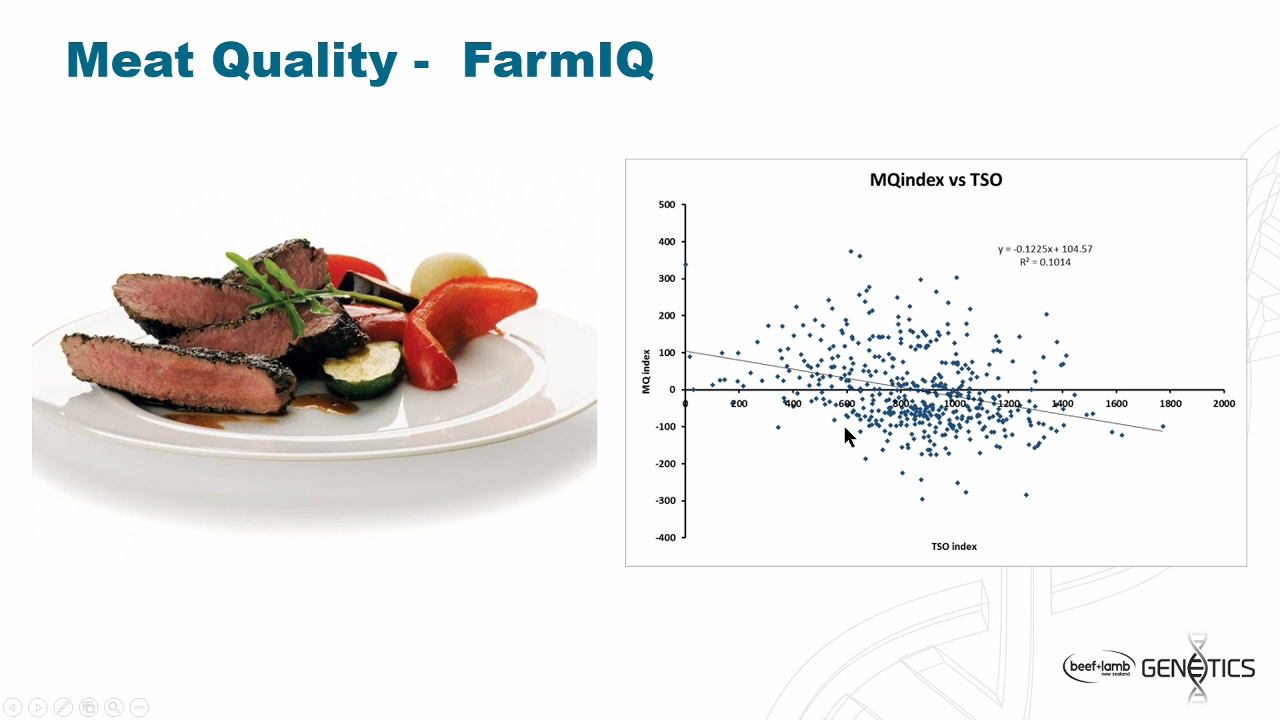 Meat Quality - FarmIQ
MQindex vs TSO
500
400
300
200
100
0
-100
-200
-300
-400
MQ index
y = -0.1225x + 104.57
R² = 0.1014
0 200 400 600 800 1000 1200 1400 1600 1800 2000
TSO index
beef+lamb
new zealand
GENETICS